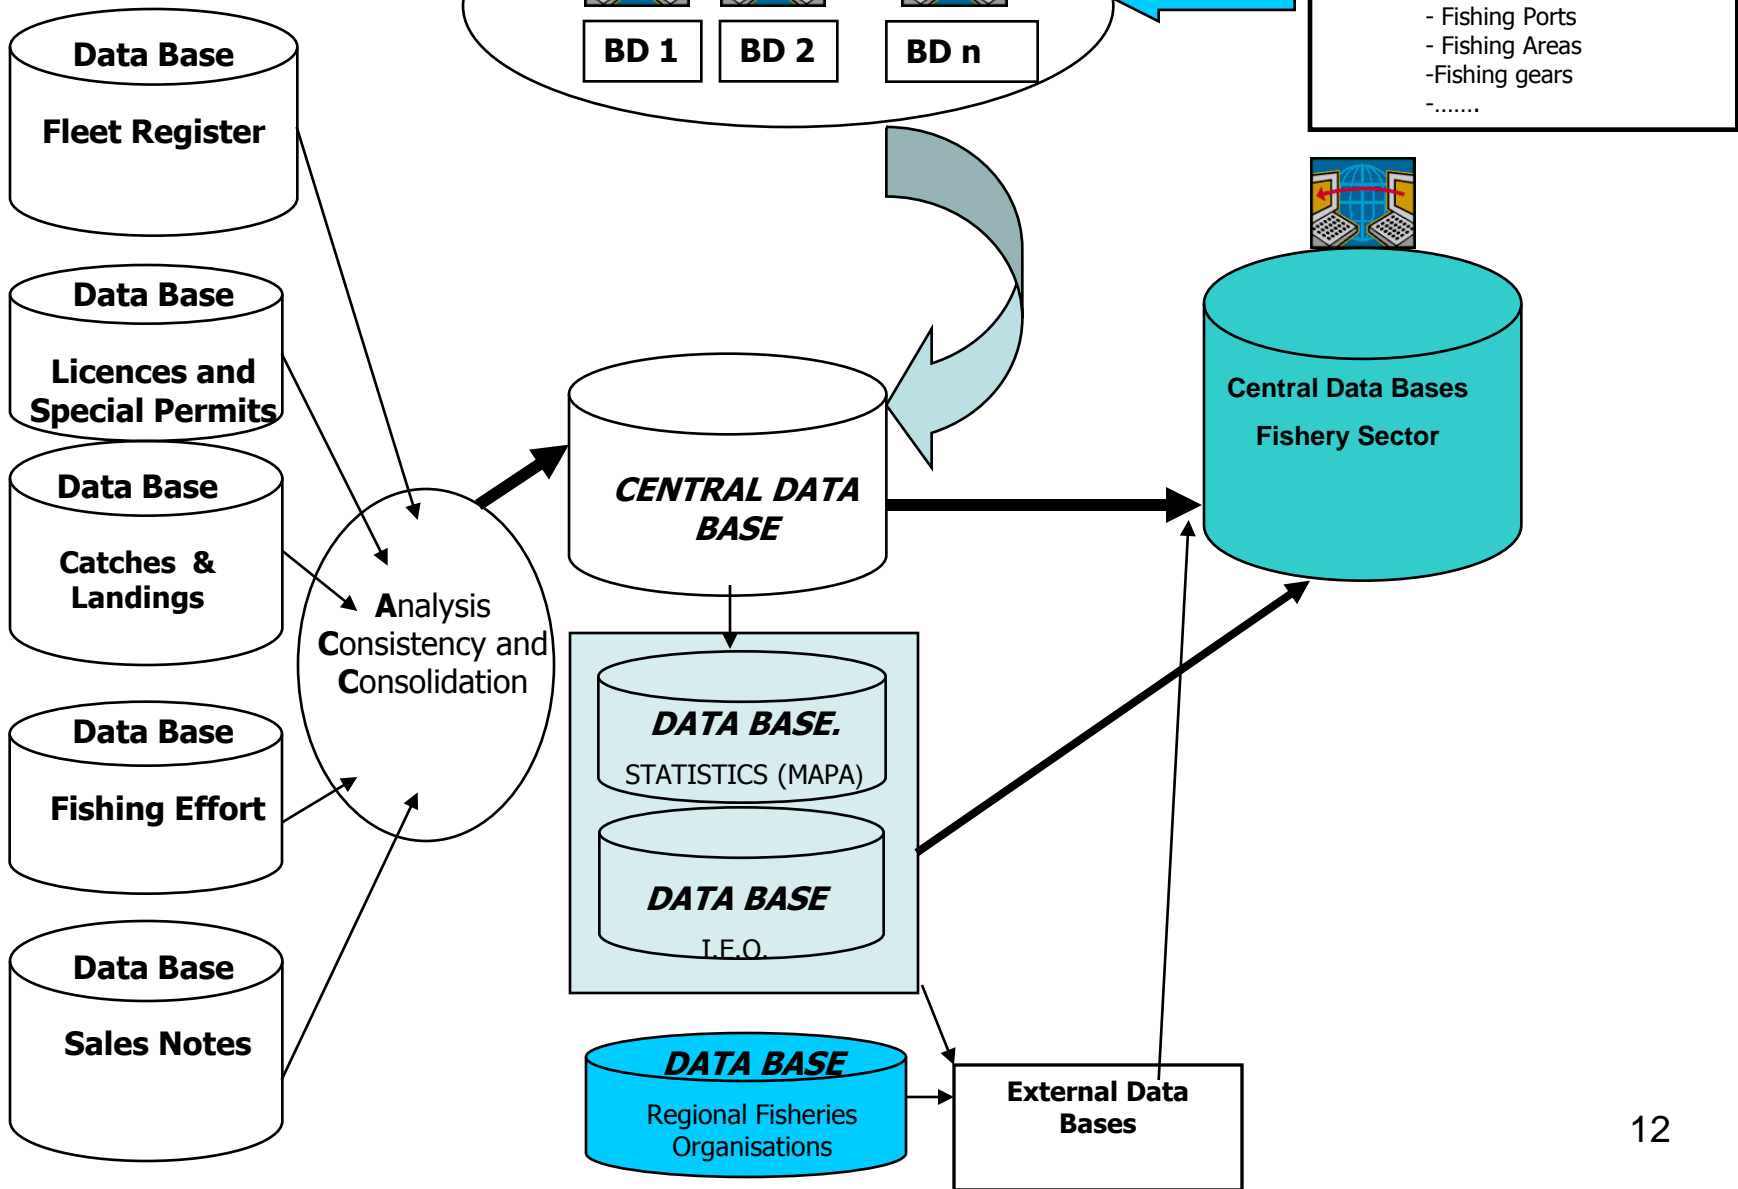 BD 1
BD 2
BD n
- Fishing Ports
- Fishing Areas
-Fishing gears
-.......
Data Base
Fleet Register
Data Base
Licences and
Special Permits
Data Base
Catches &
Landings
Data Base
Fishing Effort
Data Base
Sales Notes
Analysis
Consistency and
Consolidation
CENTRAL DATA
BASE
Central Data Bases
Fishery Sector
DATA BASE.
STATISTICS (MAPA)
DATA BASE
I.E.O.
DATA BASE
Regional Fisheries
Organisations
External Data
Bases
12